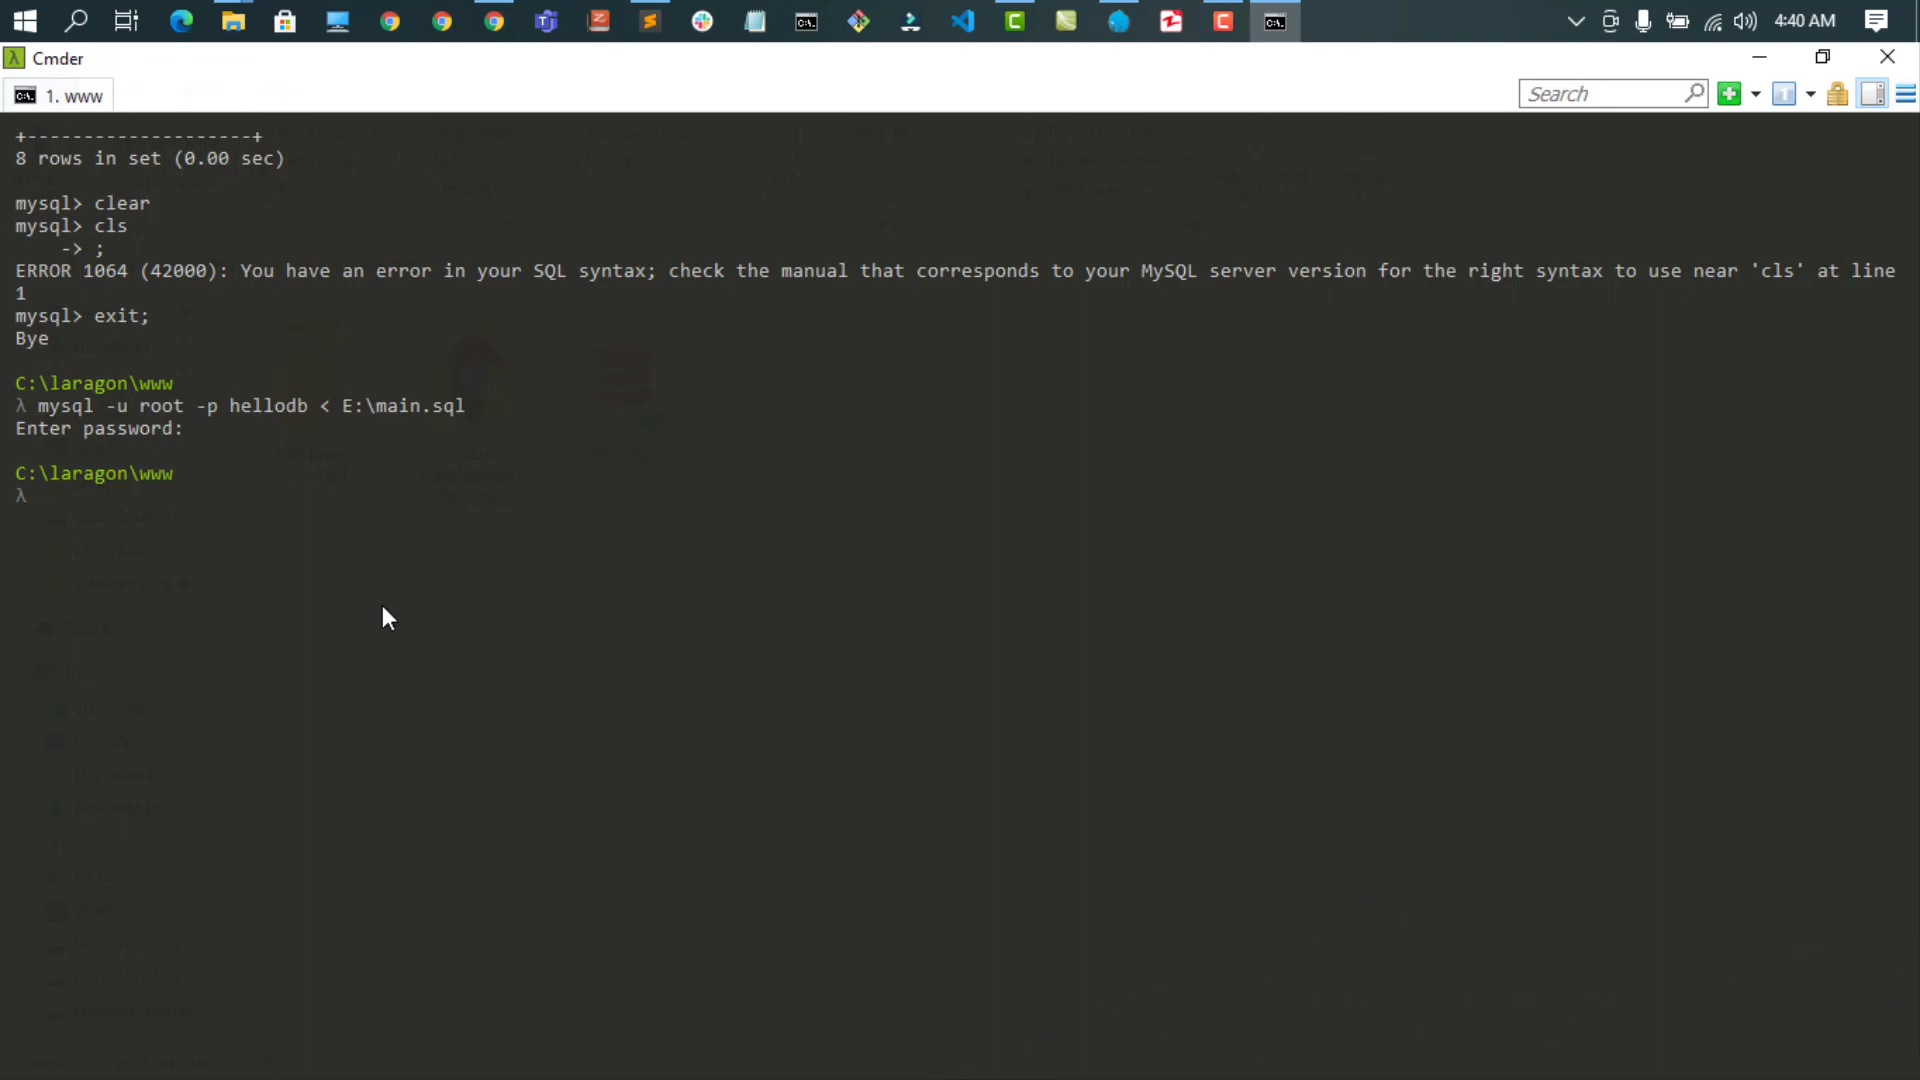 4:40 AM
Cmder
1. www
Search
+--------------------+
8 rows in set (0.00 sec)
mysql> clear
mysql> cls
    -> ;
ERROR 1064 (42000): You have an error in your SQL syntax; check the manual that corresponds to your MySQL server version for the right syntax to use near 'cls' at line
1
mysql> exit;
Bye
C:\laragon\www
λ mysql -u root -p hellodb < E:\main.sql
Enter password:
C:\laragon\www
λ